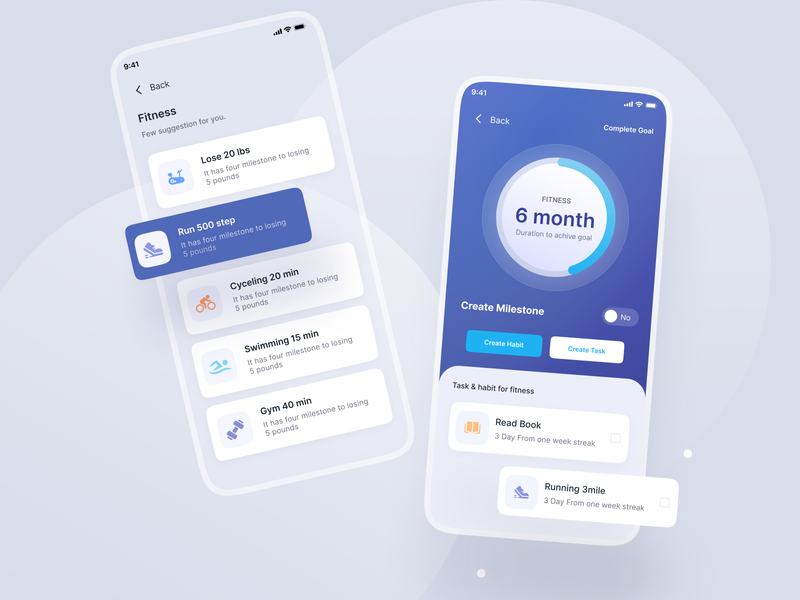 9:41
Back
Fitness
Few suggestion for you.
Lose 20 lbs
It has four milestone to losing
5 pounds
Run 500 step
It has four milestone to losing
5 pounds
Cyceling 20 min
It has four milestone to losing
5 pounds
Swimming 15 min
It has four milestone to losing
5 pounds
Gym 40 min
It has four milestone to losing
5 pounds
9:41
Back
Complete Goal
FITNESS
6 month
Duration to achive goal
Create Milestone
No
Create Habit
Create Task
Task & habit for fitness
Read Book
3 Day From one week streak
Running 3mile
3 Day From one week streak